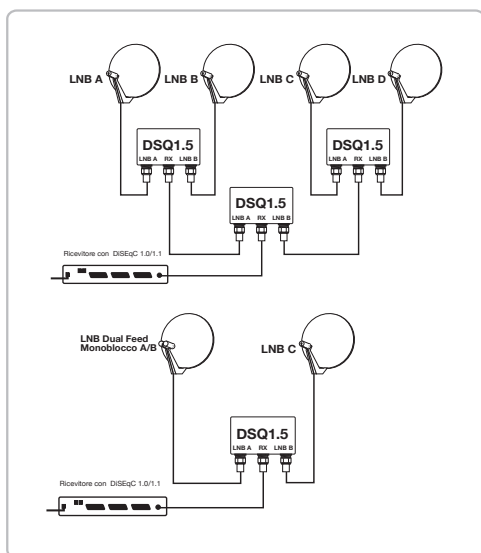 LNB A LNB B LNB C LNB D
DSQ1.5 DSQ1.5
LNB A RX LNB B LNB A RX LNB B
DSQ1.5
LNB A RX LNB B
Ricevitore con DiSEqC 1.0/1.1
LNB Dual Feed
Monoblocco A/B
LNB C
DSQ1.5
LNB A RX LNB B
Ricevitore con DiSEqC 1.0/1.1